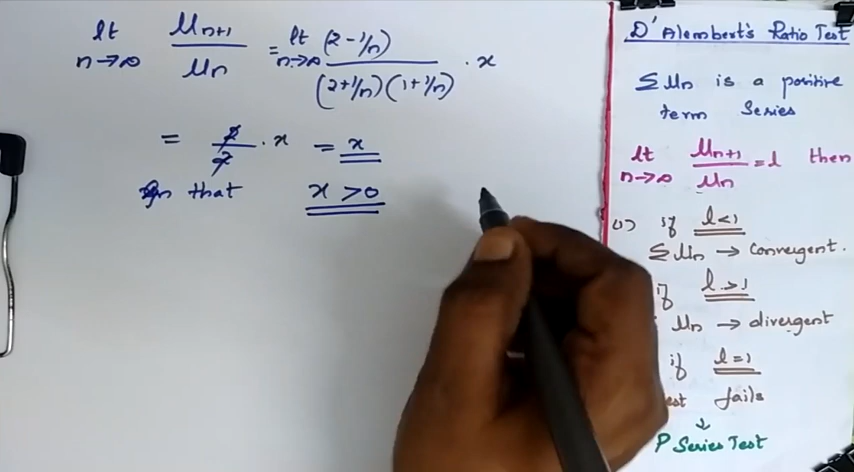 lt n→∞ Un+1 / Un = lt n→∞ (2 - 1/n) / (2 + 1/n)(1 + 1/n) . x
= 2/2 . x = x
that x > 0
D'Alembert's Ratio Test
ΣUn is a positive
term Series
lt n→∞ Un+1 / Un = l then
(i) if l < 1
ΣUn → convergent.
if l > 1
Un → divergent
if l = 1
est fails
↓
P Series Test